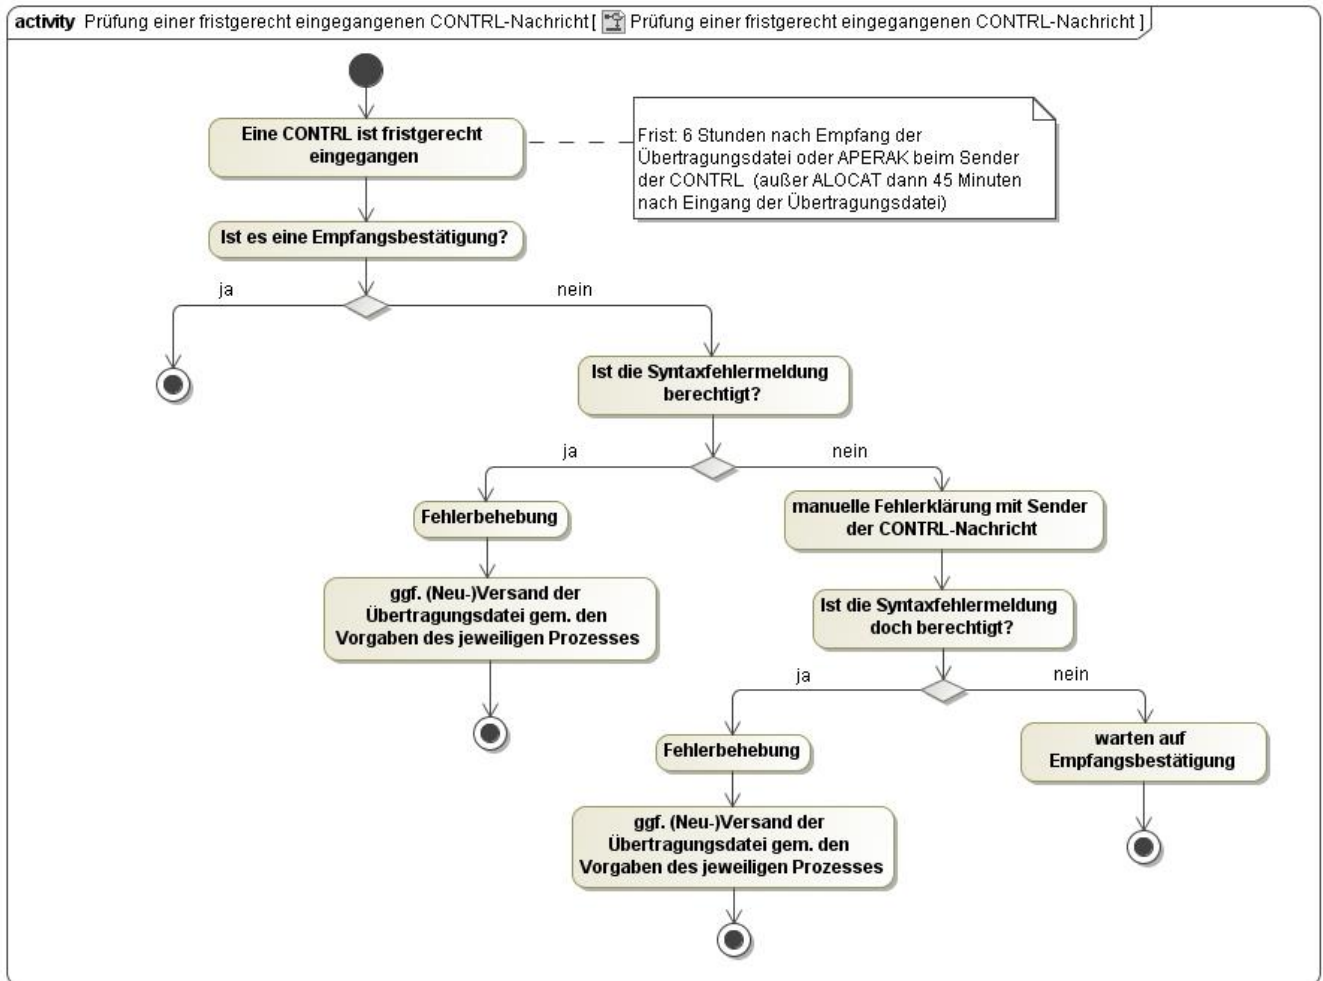 activity Prüfung einer fristgerecht eingegangenen CONTRL-Nachricht [ Prüfung einer fristgerecht eingegangenen CONTRL-Nachricht ]
Eine CONTRL ist fristgerecht
eingegangen
Frist: 6 Stunden nach Empfang der
Übertragungsdatei oder APERAK beim Sender
der CONTRL (außer ALOCAT dann 45 Minuten
nach Eingang der Übertragungsdatei)
Ist es eine Empfangsbestätigung?
ja
nein
Ist die Syntaxfehlermeldung
berechtigt?
ja
nein
Fehlerbehebung
manuelle Fehlerklärung mit Sender
der CONTRL-Nachricht
ggf. (Neu-)Versand der
Übertragungsdatei gem. den
Vorgaben des jeweiligen Prozesses
Ist die Syntaxfehlermeldung
doch berechtigt?
ja
nein
Fehlerbehebung
warten auf
Empfangsbestätigung
ggf. (Neu-)Versand der
Übertragungsdatei gem. den
Vorgaben des jeweiligen Prozesses